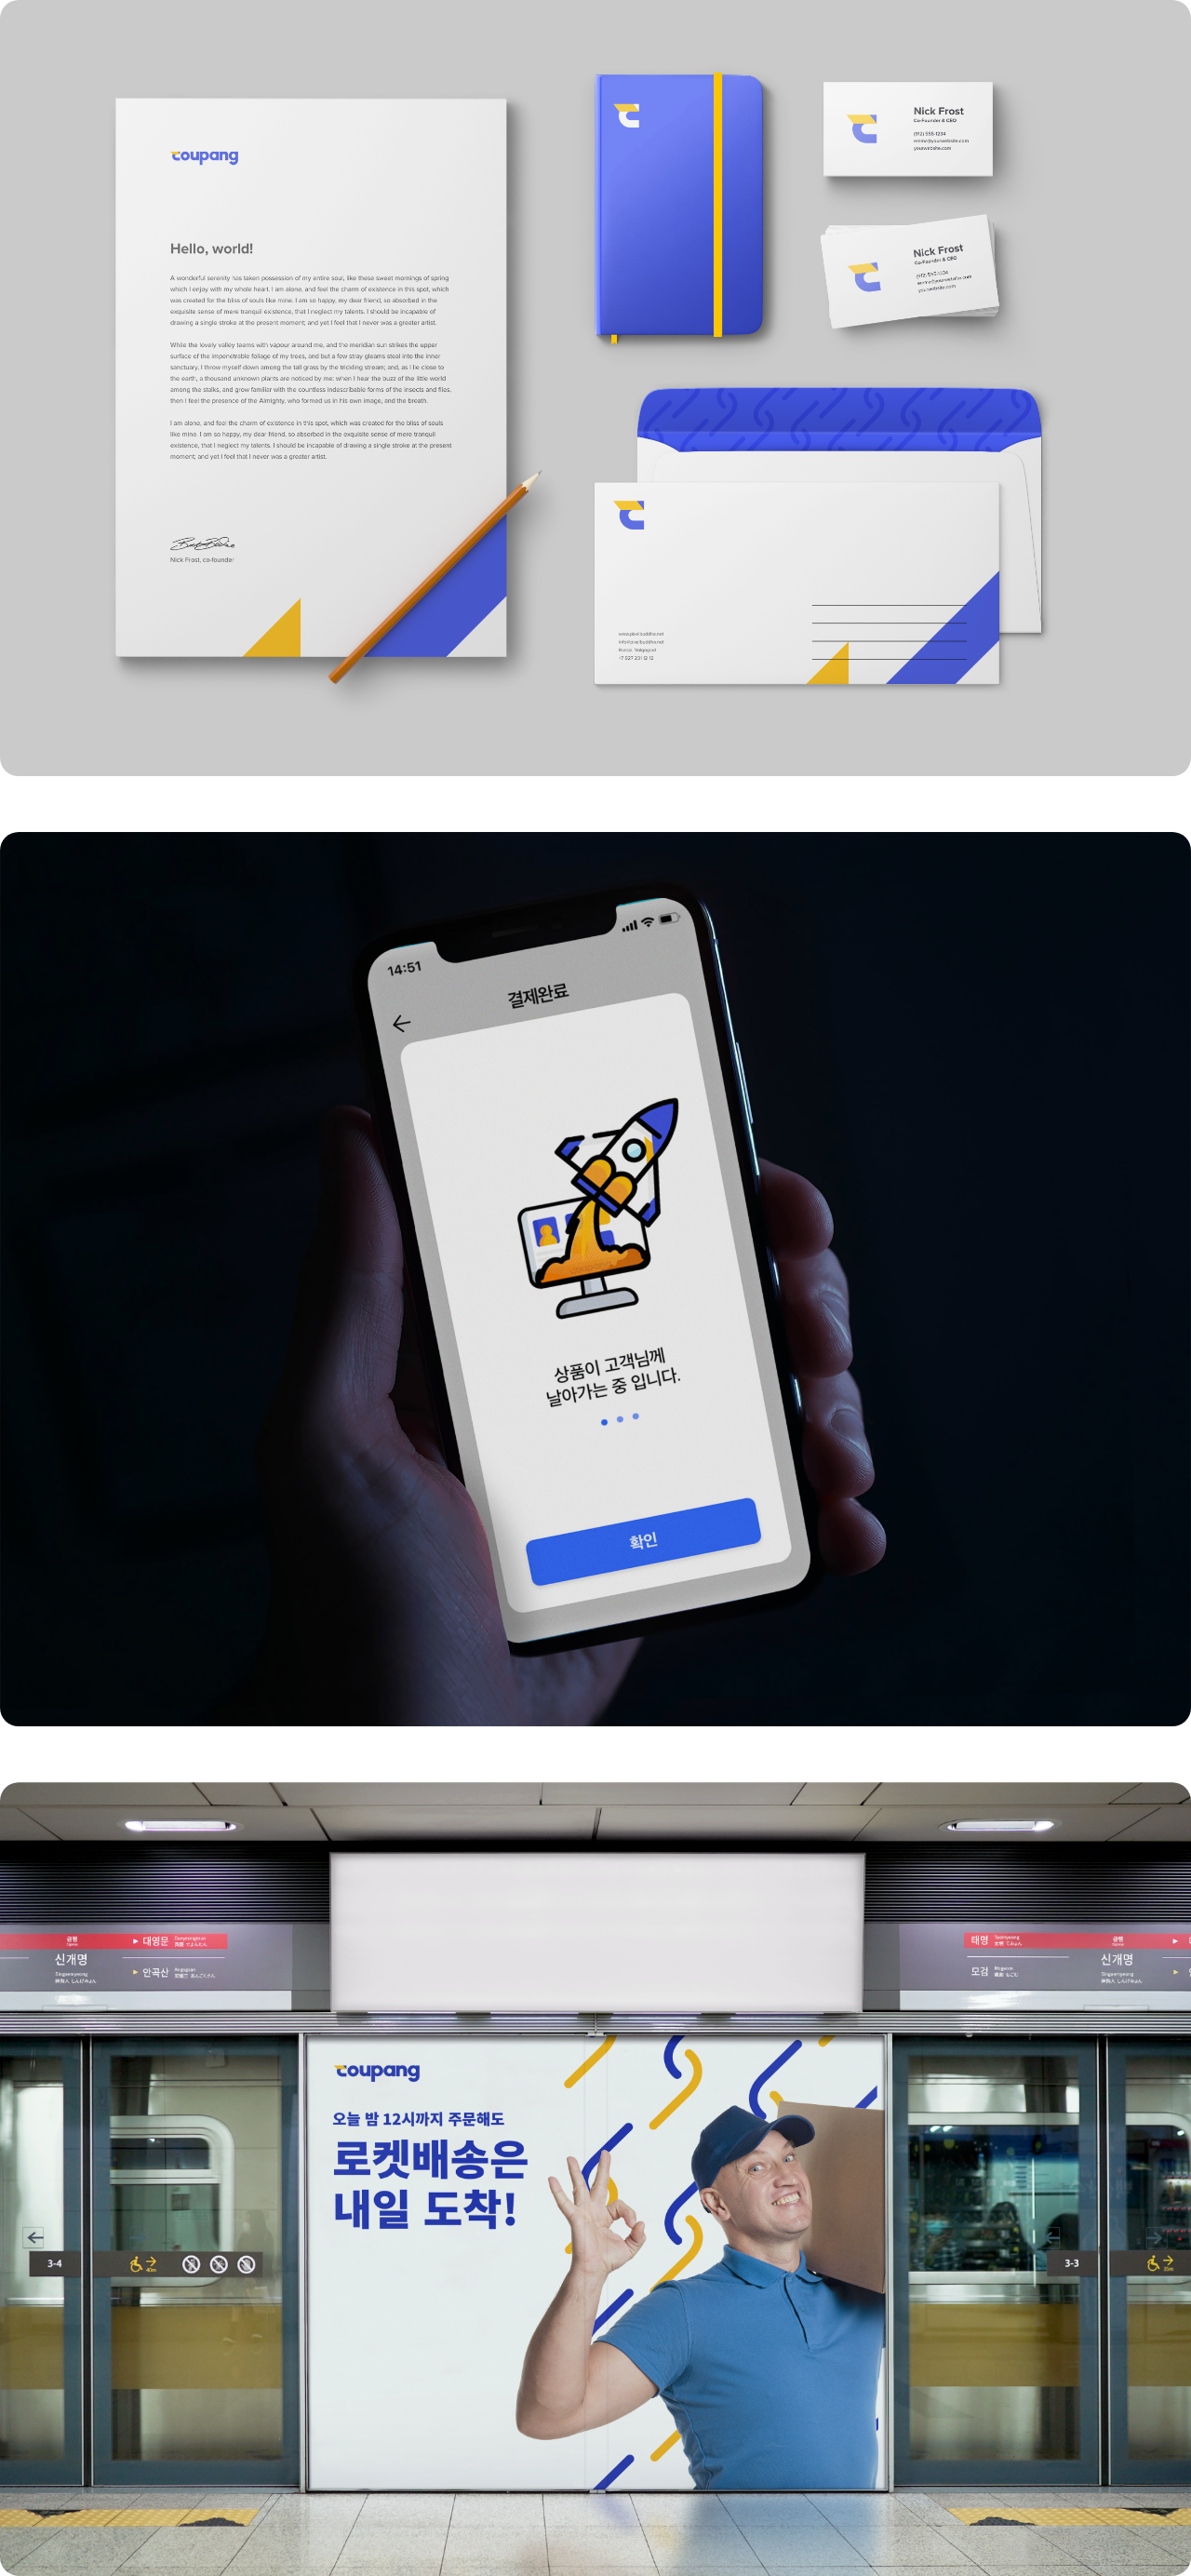 coupang
Hello, world!
A wonderful serenity has taken possession of my entire soul, like these sweet mornings of spring
which I enjoy with my whole heart. I am alone, and feel the charm of existence in this spot, which
was created for the bliss of souls like mine. I am so happy, my dear friend, so absorbed in the
exquisite sense of mere tranquil existence, that I neglect my talents. I should be incapable of
drawing a single stroke at the present moment; and yet I feel that I never was a greater artist.
While the lovely valley teems with vapour around me, and the meridian sun strikes the upper
surface of the impenetrable foliage of my trees, and but a few stray gleams steal into the inner
sanctuary, I throw myself down among the tall grass by the trickling stream; and, as I lie close to
the earth, a thousand unknown plants are noticed by me: when I hear the buzz of the little world
among the stalks, and grow familiar with the countless indescribable forms of the insects and flies,
then I feel the presence of the Almighty, who formed us in his own image, and the breath.
I am alone, and feel the charm of existence in this spot, which was created for the bliss of souls
like mine. I am so happy, my dear friend, so absorbed in the exquisite sense of mere tranquil
existence, that I neglect my talents. I should be incapable of drawing a single stroke at the present
moment; and yet I feel that I never was a greater artist.
Nick Frost, co-founder
Nick Frost
Co-Founder & CEO
(912) 555-1234
yourwebsite.com
Nick Frost
Co-Founder & CEO
14:51
결제완료
상품이 고객님께
날아가는 중 입니다.
확인
급행
대영문
신개명
안곡산
태명
급행
신개명
모검
coupang
오늘 밤 12시까지 주문해도
로켓배송은
내일 도착!
3-4
3-3